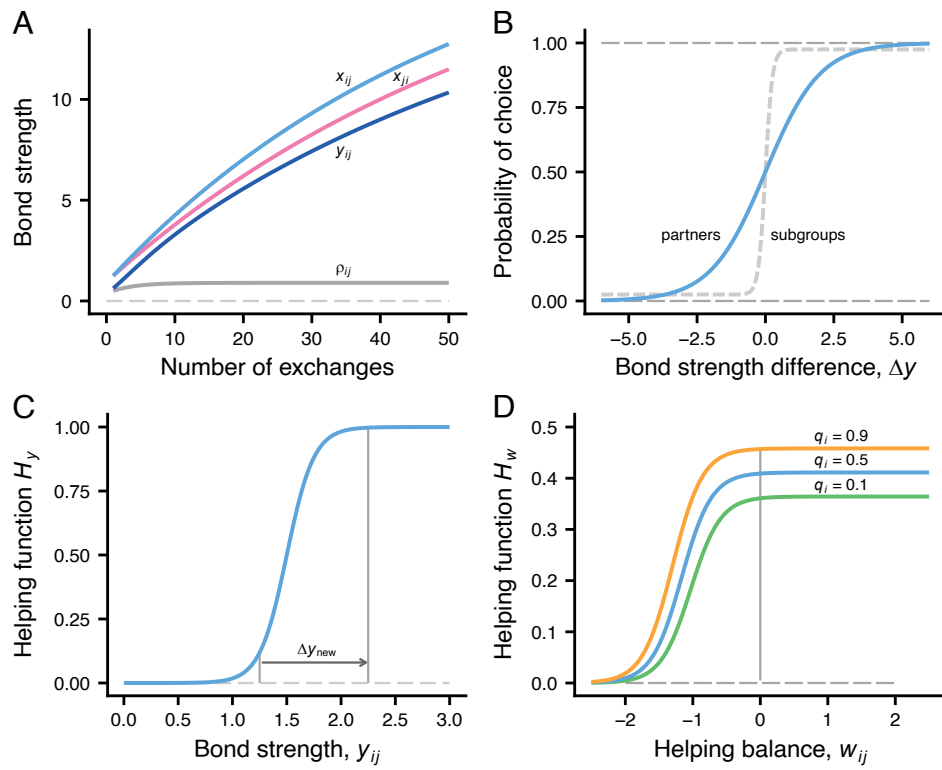 A
Bond strength
10
5
0
x_ij
x_ji
y_ij
ρ_ij
0
10
20
30
40
50
Number of exchanges
B
Probability of choice
1.00
0.75
0.50
0.25
0.00
partners
subgroups
−5.0
−2.5
0.0
2.5
5.0
Bond strength difference, Δy
C
Helping function H_y
1.00
0.75
0.50
0.25
0.00
Δy_new
0.0
0.5
1.0
1.5
2.0
2.5
3.0
Bond strength, y_ij
D
Helping function H_w
0.5
0.4
0.3
0.2
0.1
0.0
q_i = 0.9
q_i = 0.5
q_i = 0.1
−2
−1
0
1
2
Helping balance, w_ij